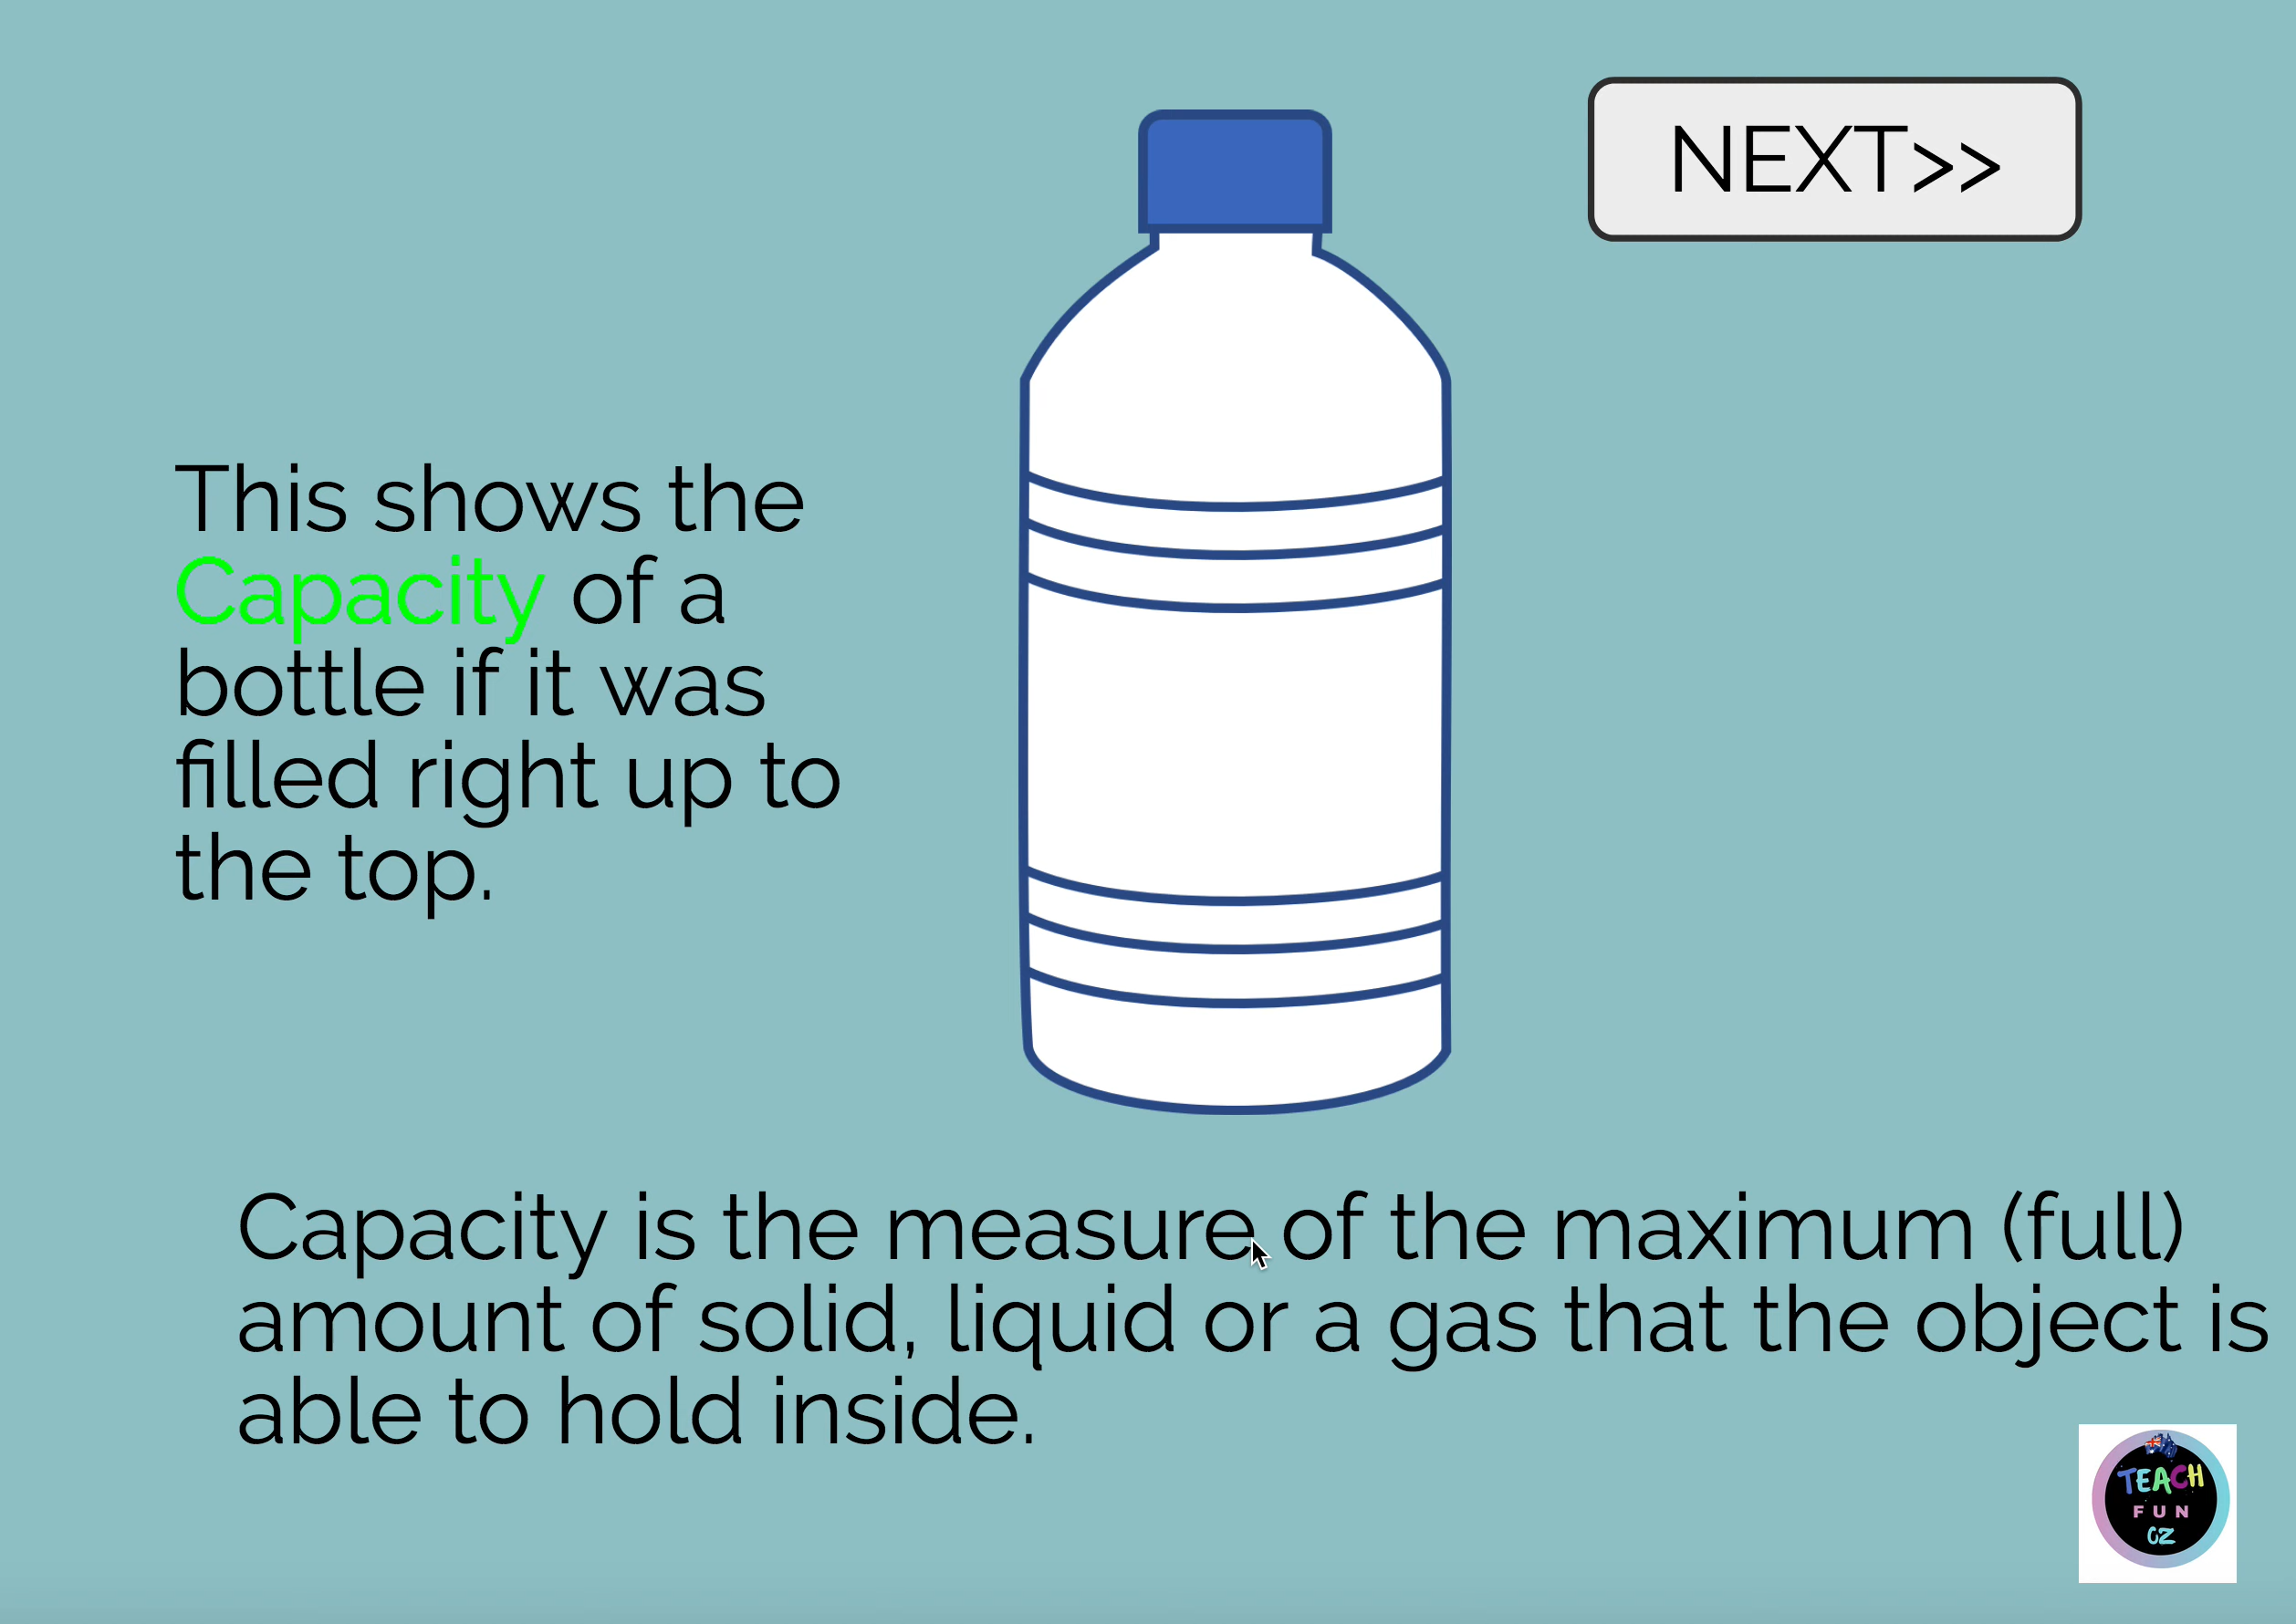 NEXT>>
This shows the
Capacity of a
bottle if it was
filled right up to
the top.
Capacity is the measure of the maximum (full)
amount of solid, liquid or a gas that the object is
able to hold inside.
TEACH
FUN
OZ